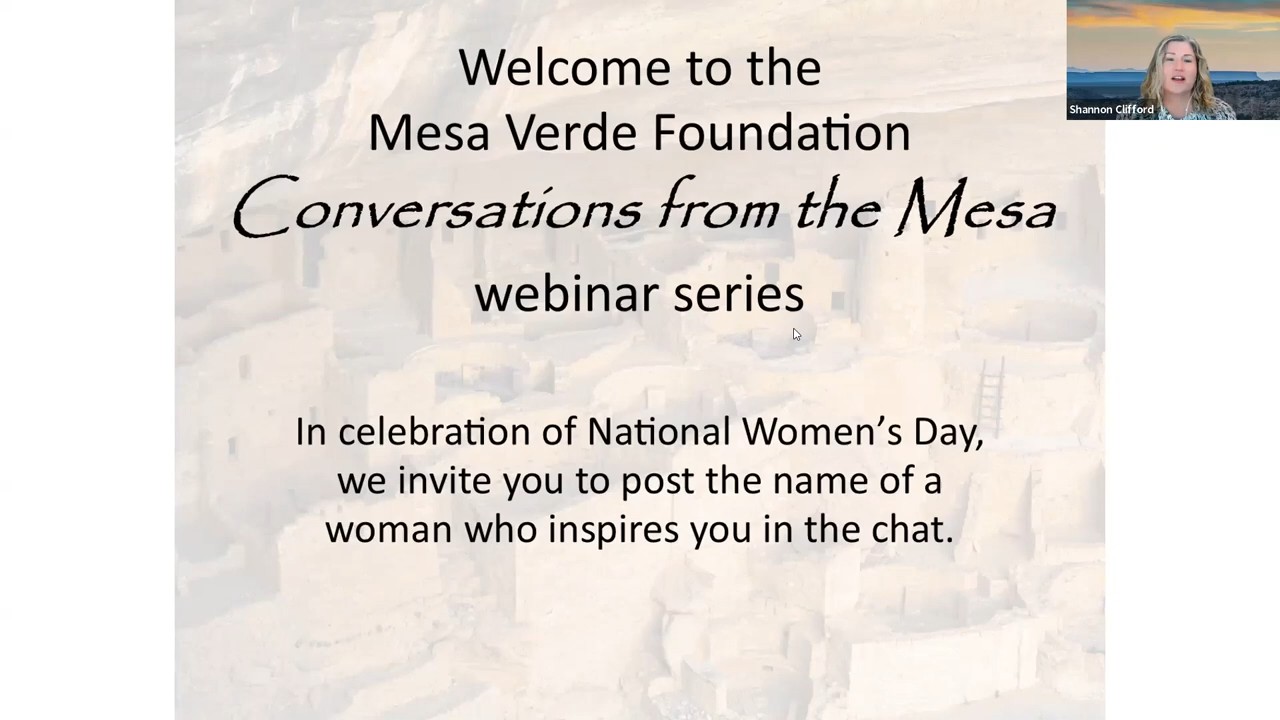 Welcome to the
Mesa Verde Foundation
Conversations from the Mesa
webinar series
In celebration of National Women’s Day,
we invite you to post the name of a
woman who inspires you in the chat.
Shannon Clifford